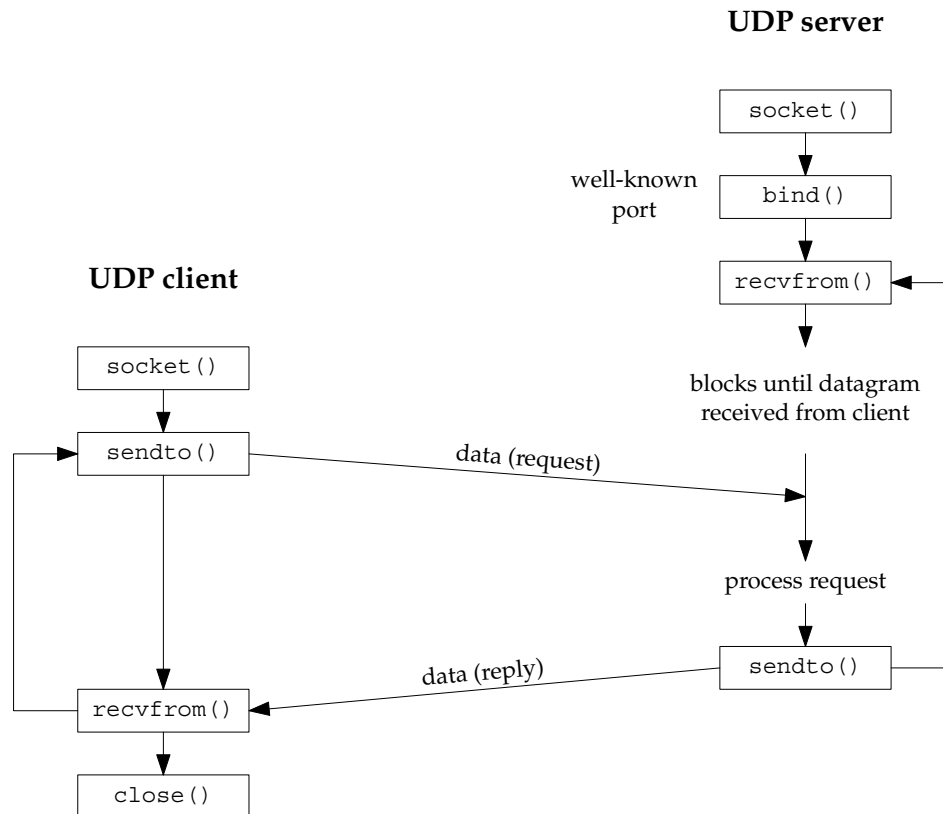 UDP server
socket()
well-known
port
bind()
recvfrom()
UDP client
blocks until datagram
received from client
socket()
sendto()
data (request)
process request
data (reply)
sendto()
recvfrom()
close()